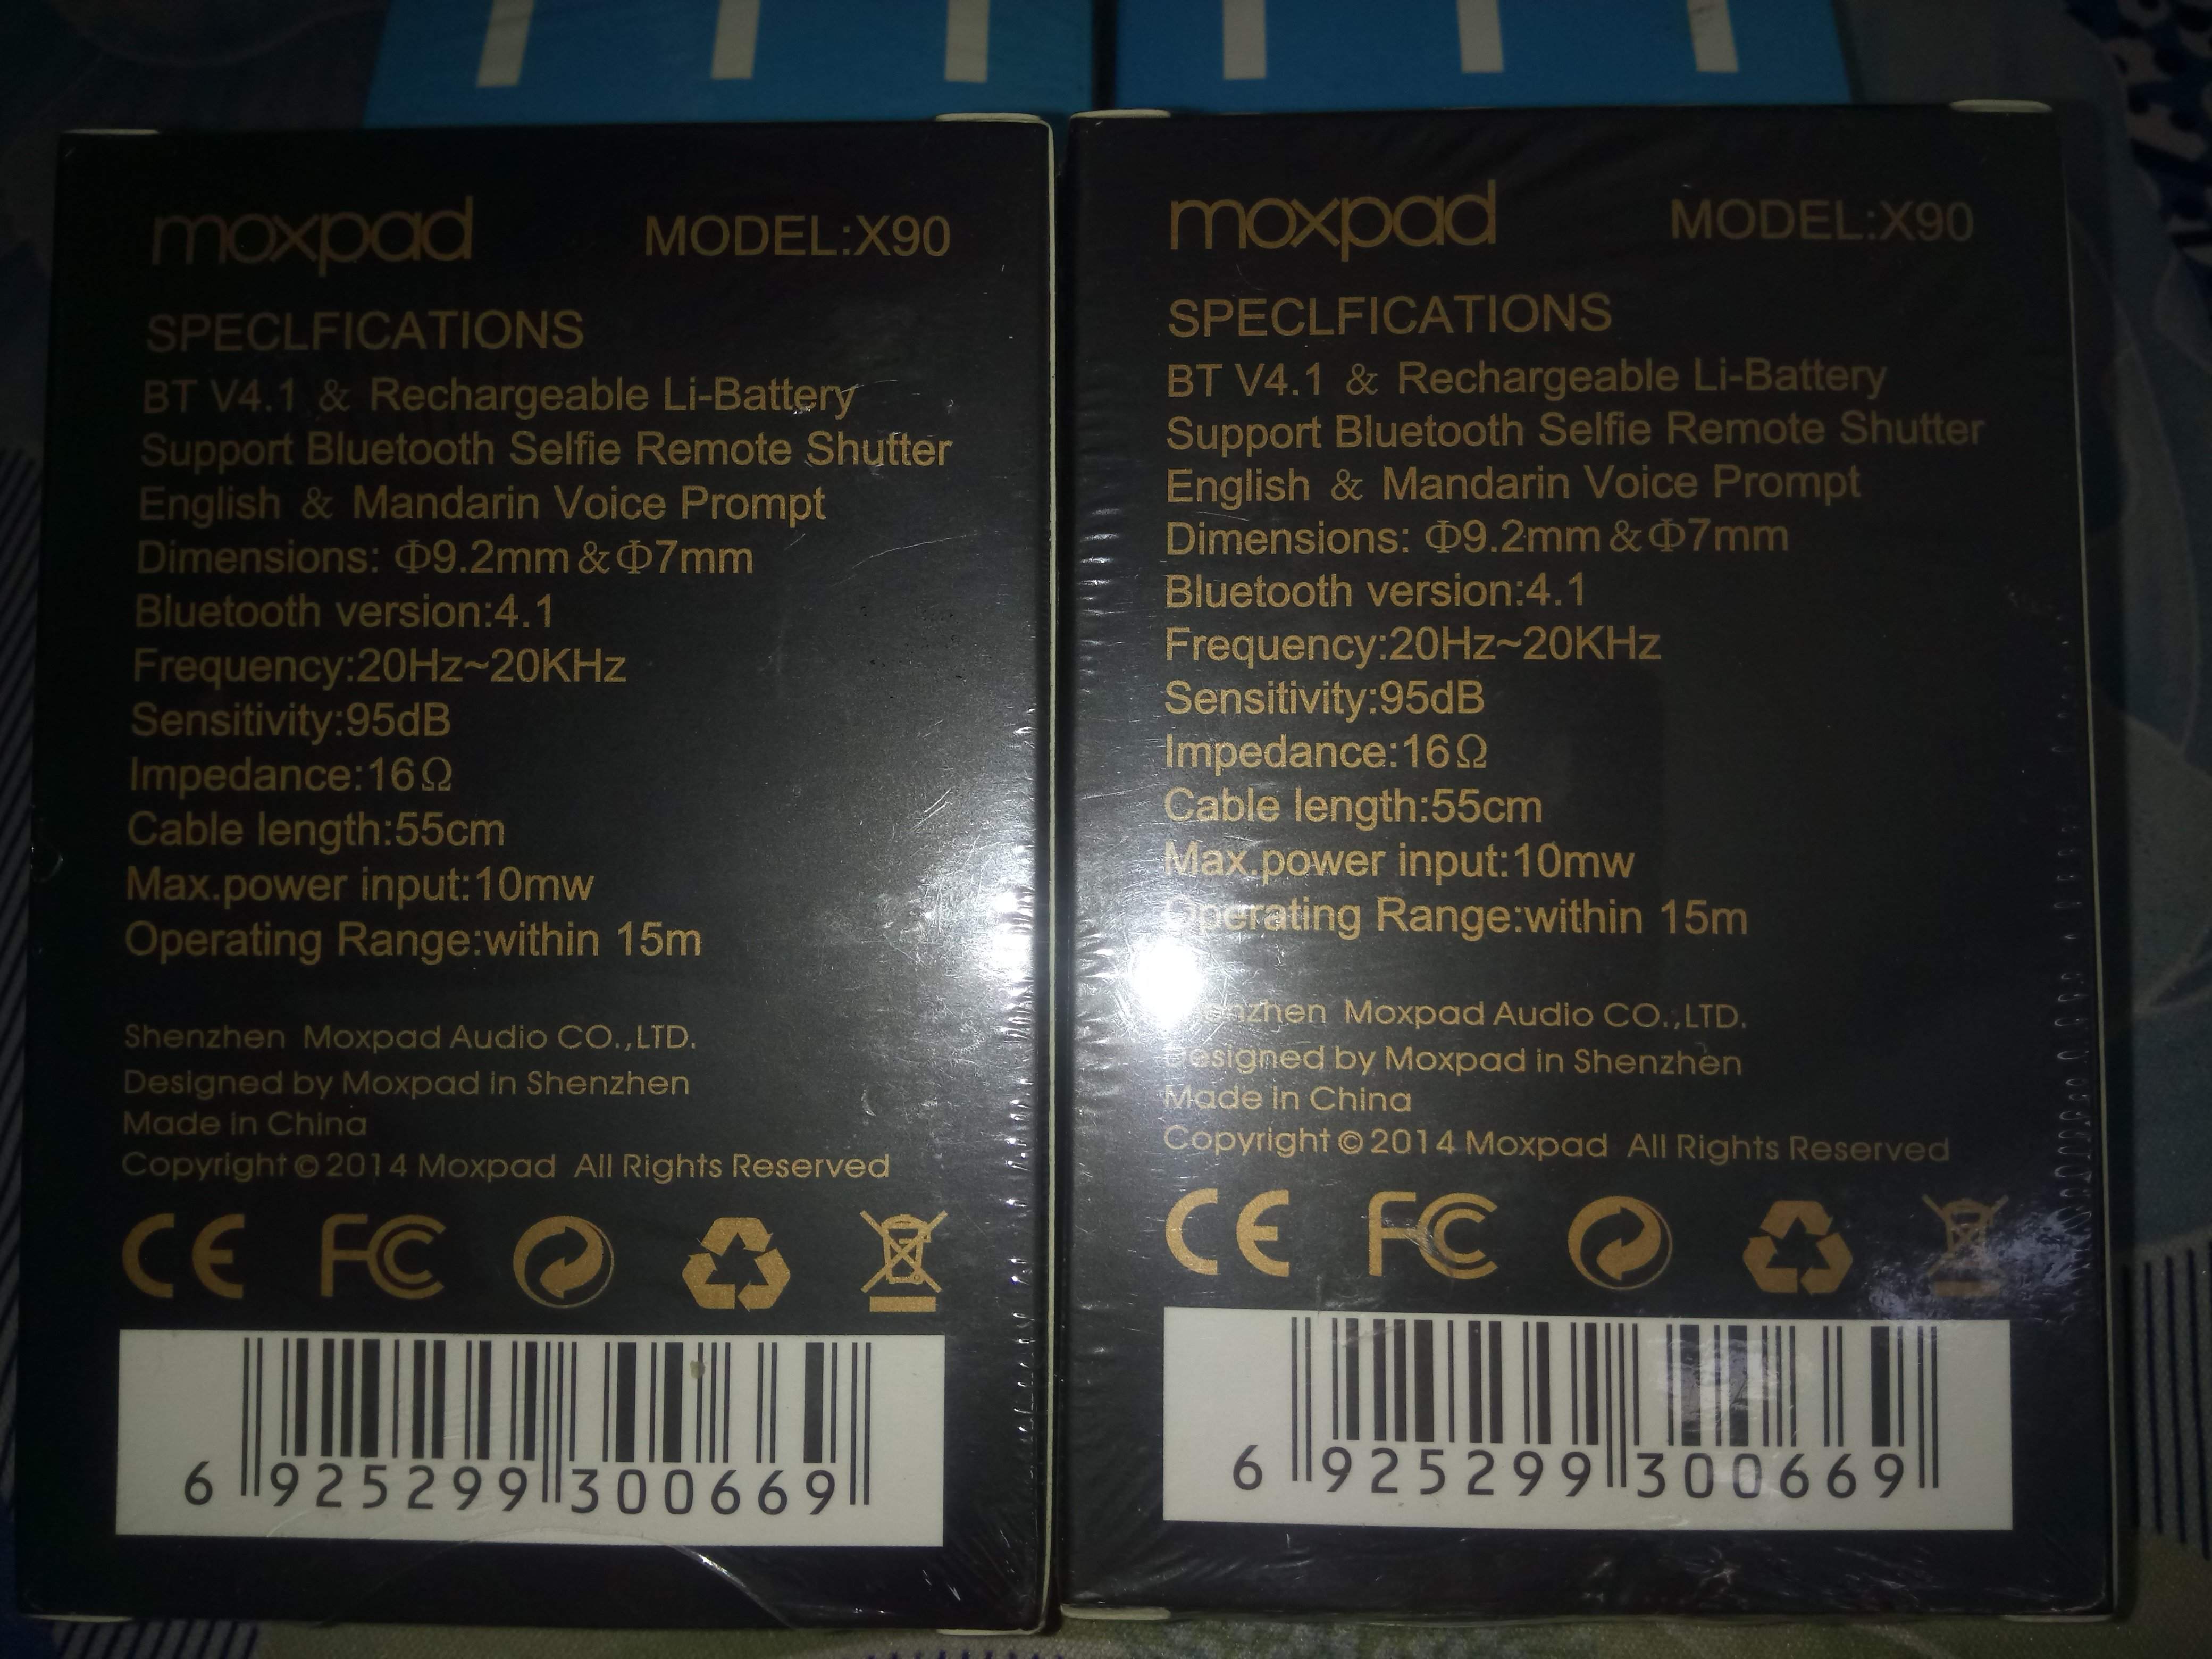 moxpad MODEL:X90
SPECLFICATIONS
BT V4.1 & Rechargeable Li-Battery
Support Bluetooth Selfie Remote Shutter
English & Mandarin Voice Prompt
Dimensions: Φ9.2mm & Φ7mm
Bluetooth version:4.1
Frequency:20Hz~20KHz
Sensitivity:95dB
Impedance:16Ω
Cable length:55cm
Max.power input:10mw
Operating Range:within 15m
Shenzhen Moxpad Audio CO.,LTD.
Designed by Moxpad in Shenzhen
Made in China
Copyright © 2014 Moxpad All Rights Reserved
CE FC
6 925299 300669
moxpad MODEL:X90
SPECLFICATIONS
BT V4.1 & Rechargeable Li-Battery
Support Bluetooth Selfie Remote Shutter
English & Mandarin Voice Prompt
Dimensions: Φ9.2mm & Φ7mm
Bluetooth version:4.1
Frequency:20Hz~20KHz
Sensitivity:95dB
Impedance:16Ω
Cable length:55cm
Max.power input:10mw
Operating Range:within 15m
Shenzhen Moxpad Audio CO.,LTD.
Designed by Moxpad in Shenzhen
Made in China
Copyright © 2014 Moxpad All Rights Reserved
CE FC
6 925299 300669